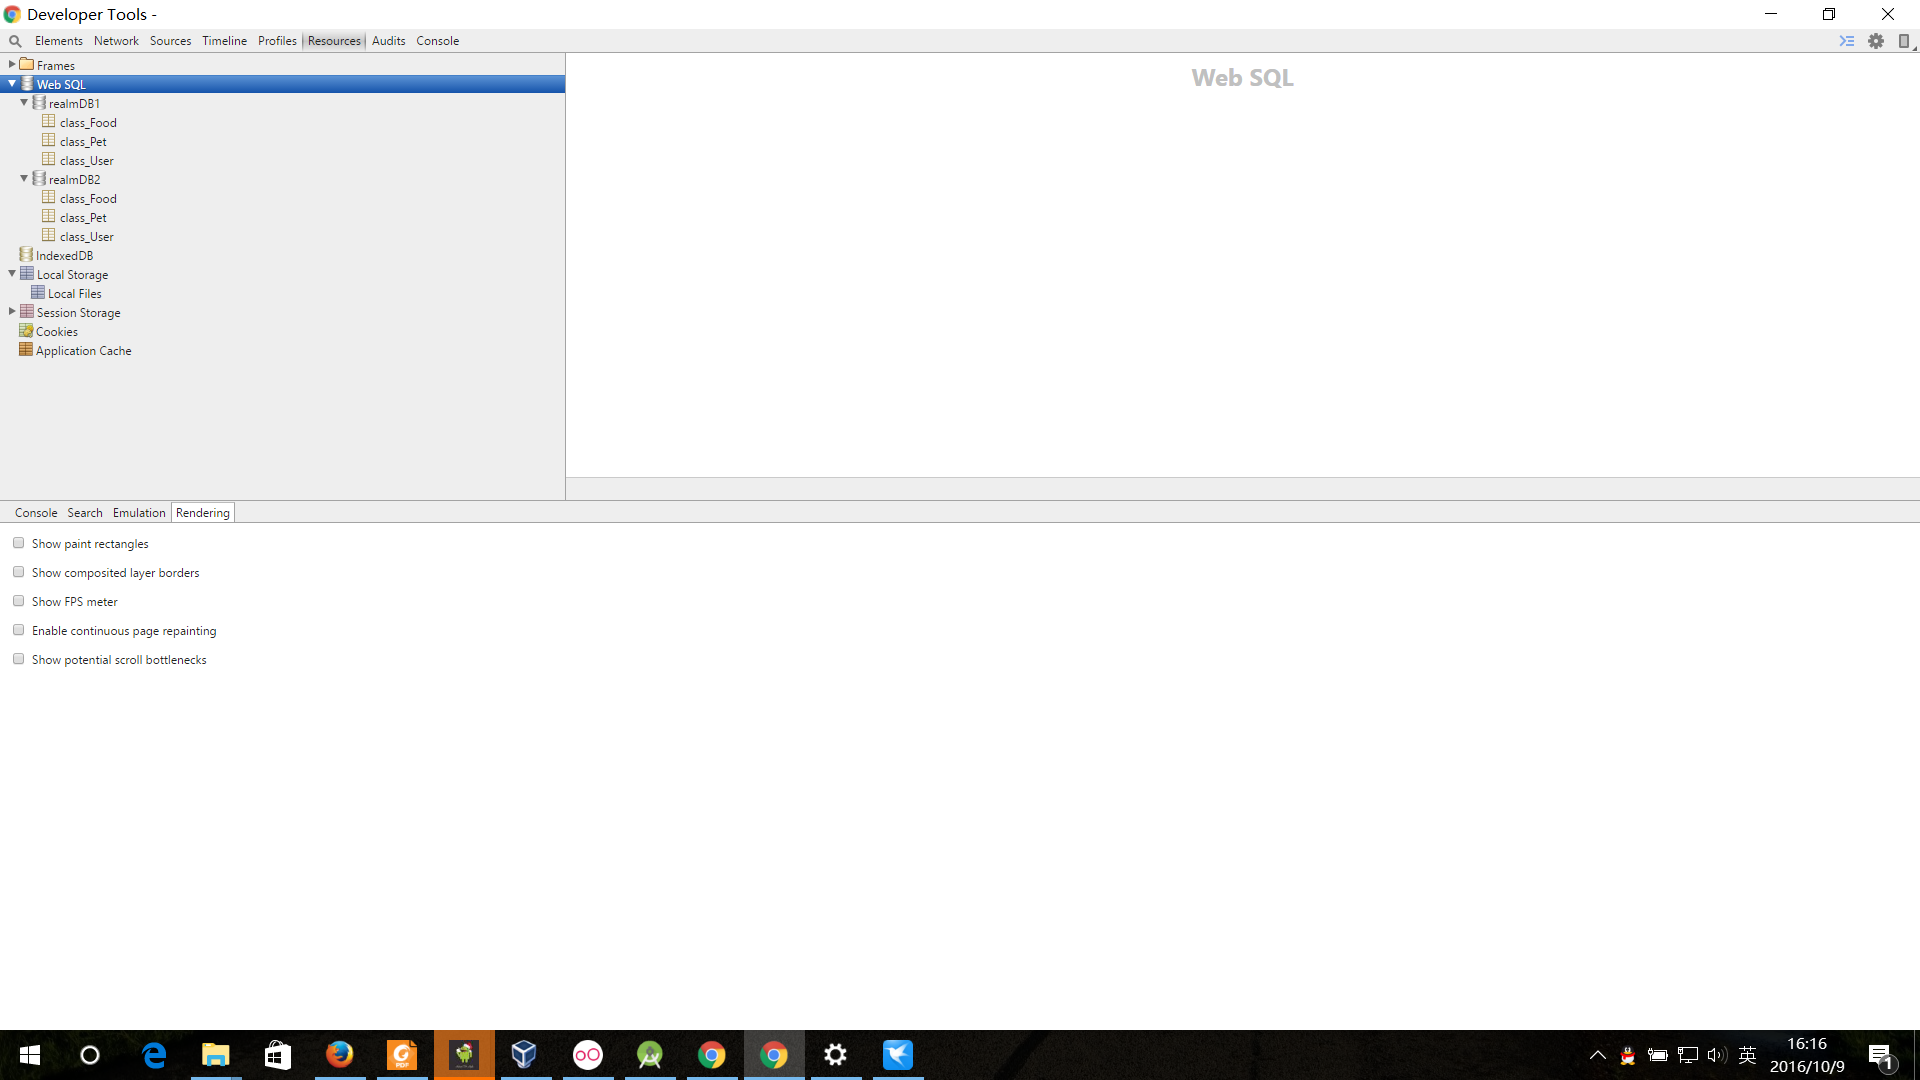 Developer Tools -
Elements Network Sources Timeline Profiles Resources Audits Console
Frames
Web SQL
realmDB1
class_Food
class_Pet
class_User
realmDB2
class_Food
class_Pet
class_User
IndexedDB
Local Storage
Local Files
Session Storage
Cookies
Application Cache
Web SQL
Console Search Emulation Rendering
Show paint rectangles
Show composited layer borders
Show FPS meter
Enable continuous page repainting
Show potential scroll bottlenecks
PDF
英
16:16
2016/10/9
1